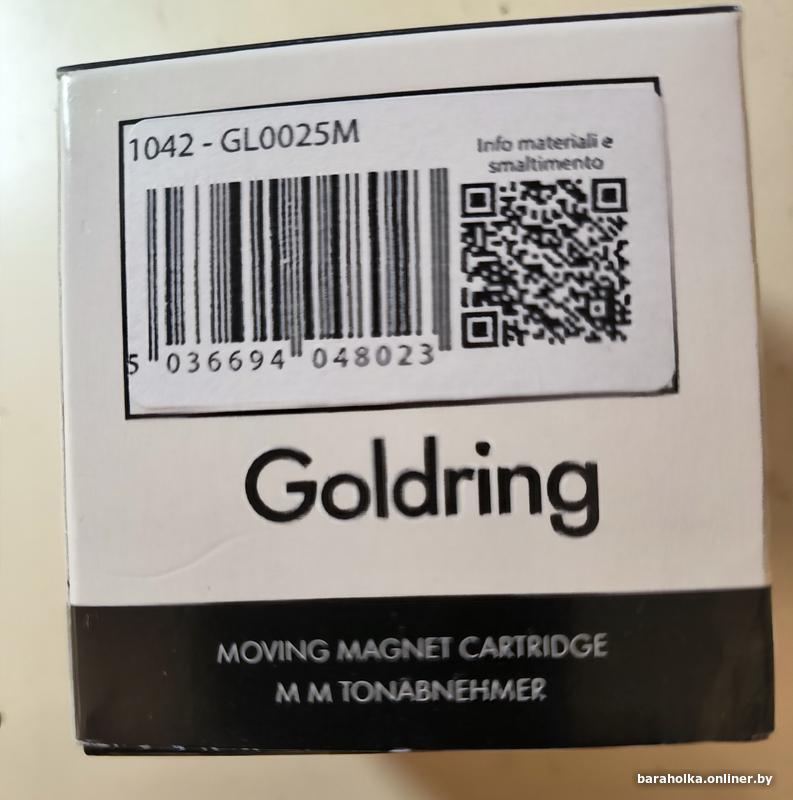 1042 - GL0025M
Info materiali e
smaltimento
5 036694 048023
Goldring
MOVING MAGNET CARTRIDGE
M M TONABNEHMER
baraholka.onliner.by